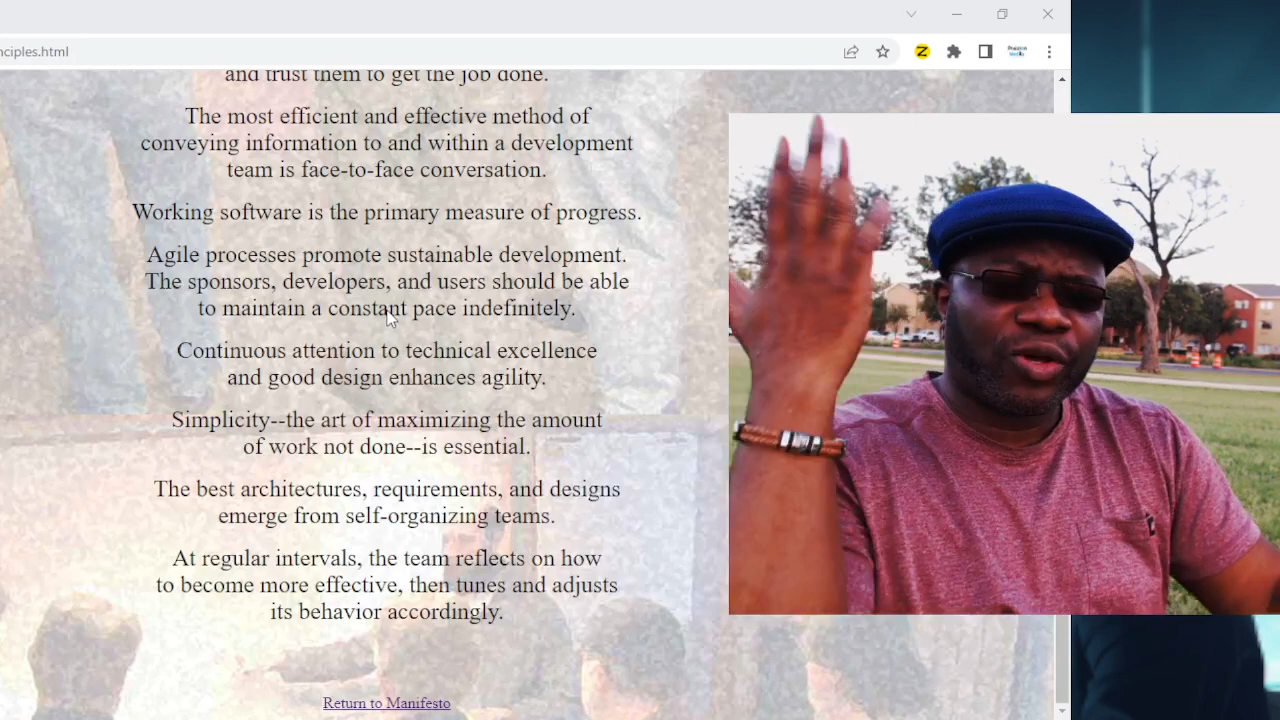 nciples.html
and trust them to get the job done.
The most efficient and effective method of
conveying information to and within a development
team is face-to-face conversation.
Working software is the primary measure of progress.
Agile processes promote sustainable development.
The sponsors, developers, and users should be able
to maintain a constant pace indefinitely.
Continuous attention to technical excellence
and good design enhances agility.
Simplicity--the art of maximizing the amount
of work not done--is essential.
The best architectures, requirements, and designs
emerge from self-organizing teams.
At regular intervals, the team reflects on how
to become more effective, then tunes and adjusts
its behavior accordingly.
Return to Manifesto